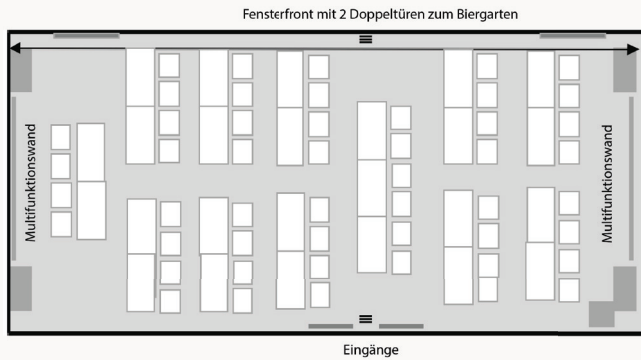 Fensterfront mit 2 Doppeltüren zum Biergarten
Multifunktionswand
Multifunktionswand
Eingänge